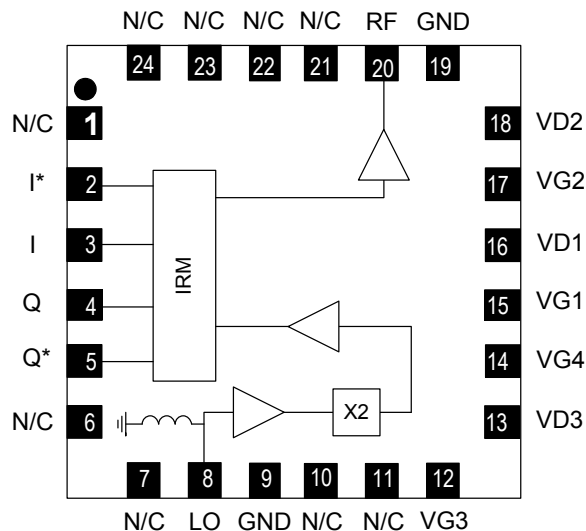 N/C N/C N/C N/C RF GND
24 23 22 21 20 19
N/C 1 18 VD2
I* 2 17 VG2
I 3 16 VD1
IRM
Q 4 15 VG1
Q* 5 14 VG4
N/C 6 X2 13 VD3
7 8 9 10 11 12
N/C LO GND N/C N/C VG3